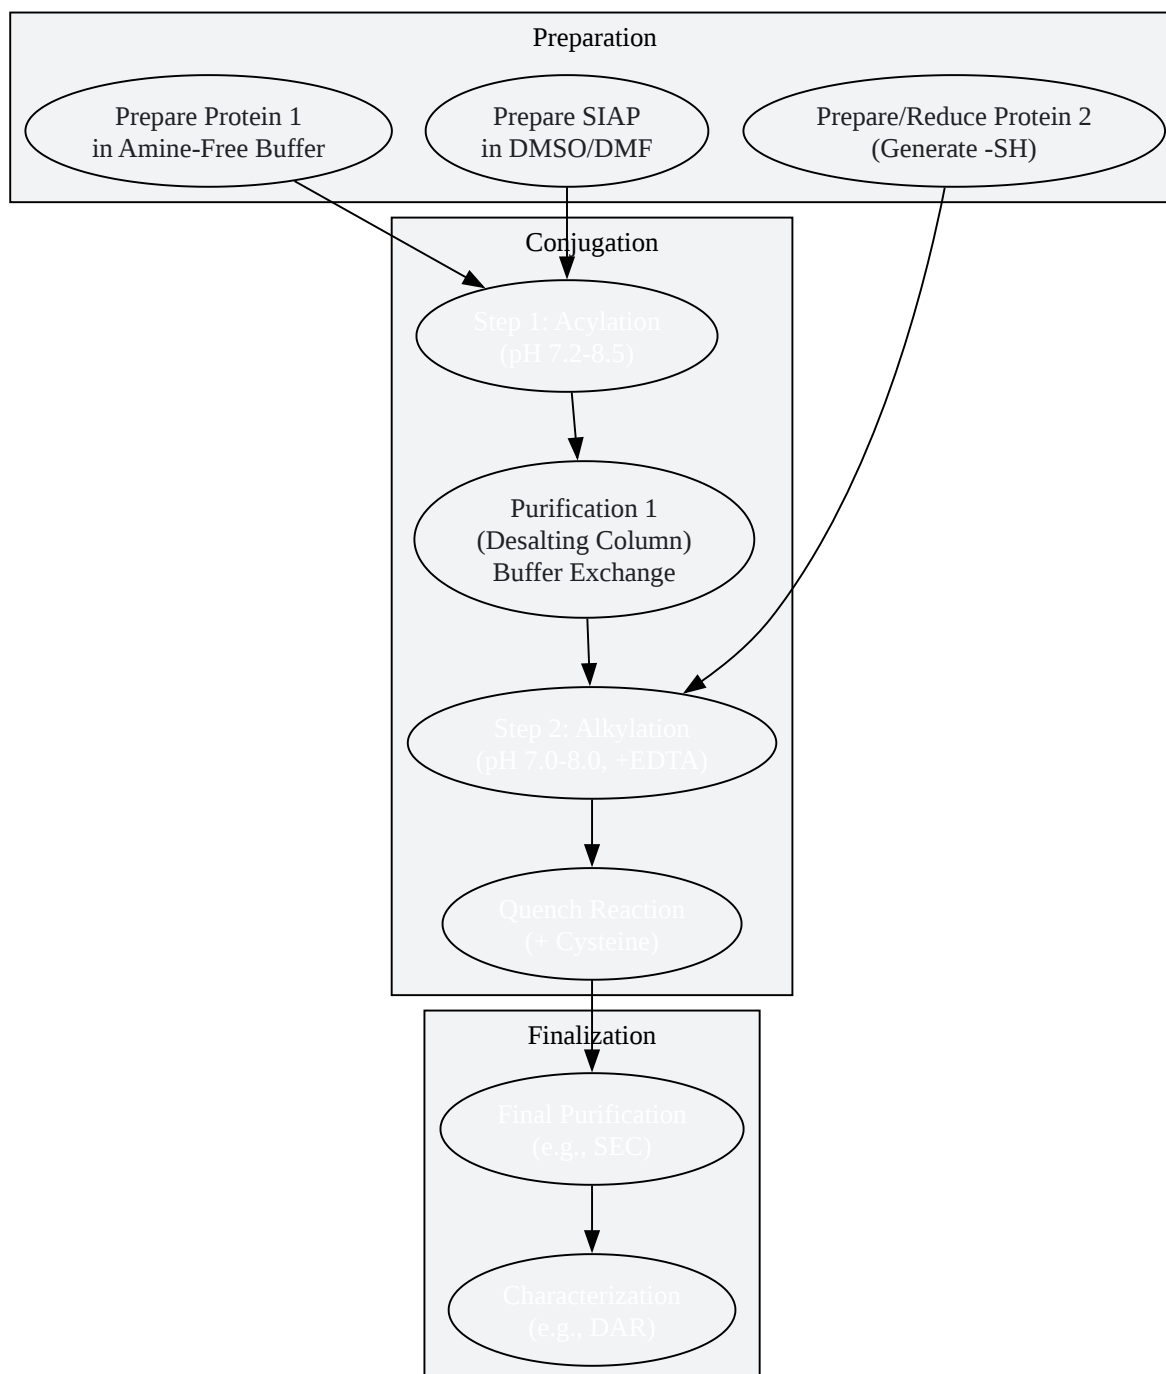 Preparation
Prepare Protein 1
in Amine-Free Buffer
Prepare SIAP
in DMSO/DMF
Prepare/Reduce Protein 2
(Generate -SH)
Conjugation
Step 1: Acylation
(pH 7.2-8.5)
Purification 1
(Desalting Column)
Buffer Exchange
Step 2: Alkylation
(pH 7.0-8.0, +EDTA)
Quench Reaction
(+ Cysteine)
Finalization
Final Purification
(e.g., SEC)
Characterization
(e.g., DAR)